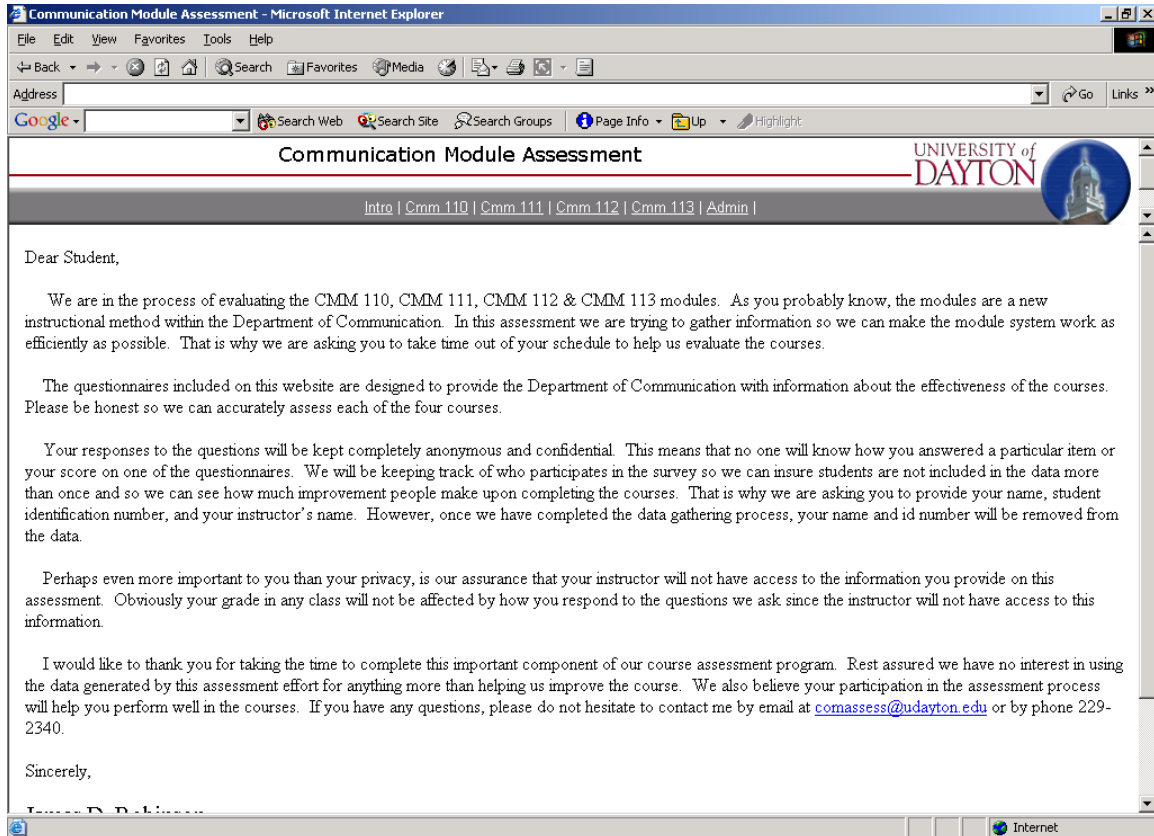 Communication Module Assessment - Microsoft Internet Explorer
File Edit View Favorites Tools Help
Back Search Favorites Media
Address Go Links »
Google Search Web Search Site Search Groups Page Info Up Highlight
Communication Module Assessment
UNIVERSITY of
DAYTON
Intro | Cmm 110 | Cmm 111 | Cmm 112 | Cmm 113 | Admin |
Dear Student,
We are in the process of evaluating the CMM 110, CMM 111, CMM 112 & CMM 113 modules. As you probably know, the modules are a new
instructional method within the Department of Communication. In this assessment we are trying to gather information so we can make the module system work as
efficiently as possible. That is why we are asking you to take time out of your schedule to help us evaluate the courses.
The questionnaires included on this website are designed to provide the Department of Communication with information about the effectiveness of the courses.
Please be honest so we can accurately assess each of the four courses.
Your responses to the questions will be kept completely anonymous and confidential. This means that no one will know how you answered a particular item or
your score on one of the questionnaires. We will be keeping track of who participates in the survey so we can insure students are not included in the data more
than once and so we can see how much improvement people make upon completing the courses. That is why we are asking you to provide your name, student
identification number, and your instructor's name. However, once we have completed the data gathering process, your name and id number will be removed from
the data.
Perhaps even more important to you than your privacy, is our assurance that your instructor will not have access to the information you provide on this
assessment. Obviously your grade in any class will not be affected by how you respond to the questions we ask since the instructor will not have access to this
information.
I would like to thank you for taking the time to complete this important component of our course assessment program. Rest assured we have no interest in using
the data generated by this assessment effort for anything more than helping us improve the course. We also believe your participation in the assessment process
will help you perform well in the courses. If you have any questions, please do not hesitate to contact me by email at comassess@udayton.edu or by phone 229-
2340.
Sincerely,
Internet